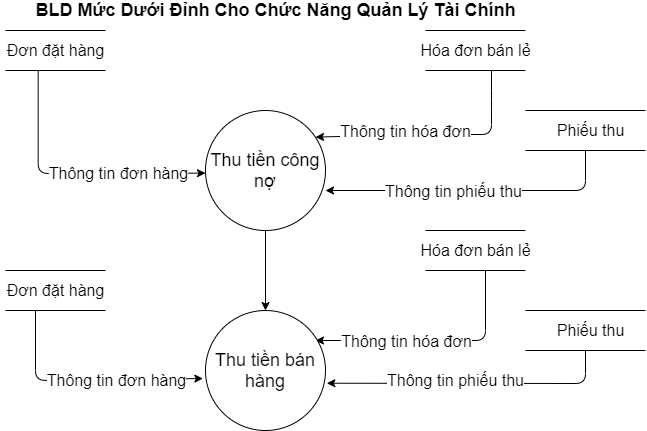 BLD Mức Dưới Đỉnh Cho Chức Năng Quản Lý Tài Chính
Đơn đặt hàng
Hóa đơn bán lẻ
Thông tin hóa đơn
Phiếu thu
Thu tiền công
nợ
Thông tin đơn hàng
Thông tin phiếu thu
Hóa đơn bán lẻ
Đơn đặt hàng
Phiếu thu
Thông tin hóa đơn
Thu tiền bán
hàng
Thông tin đơn hàng
Thông tin phiếu thu